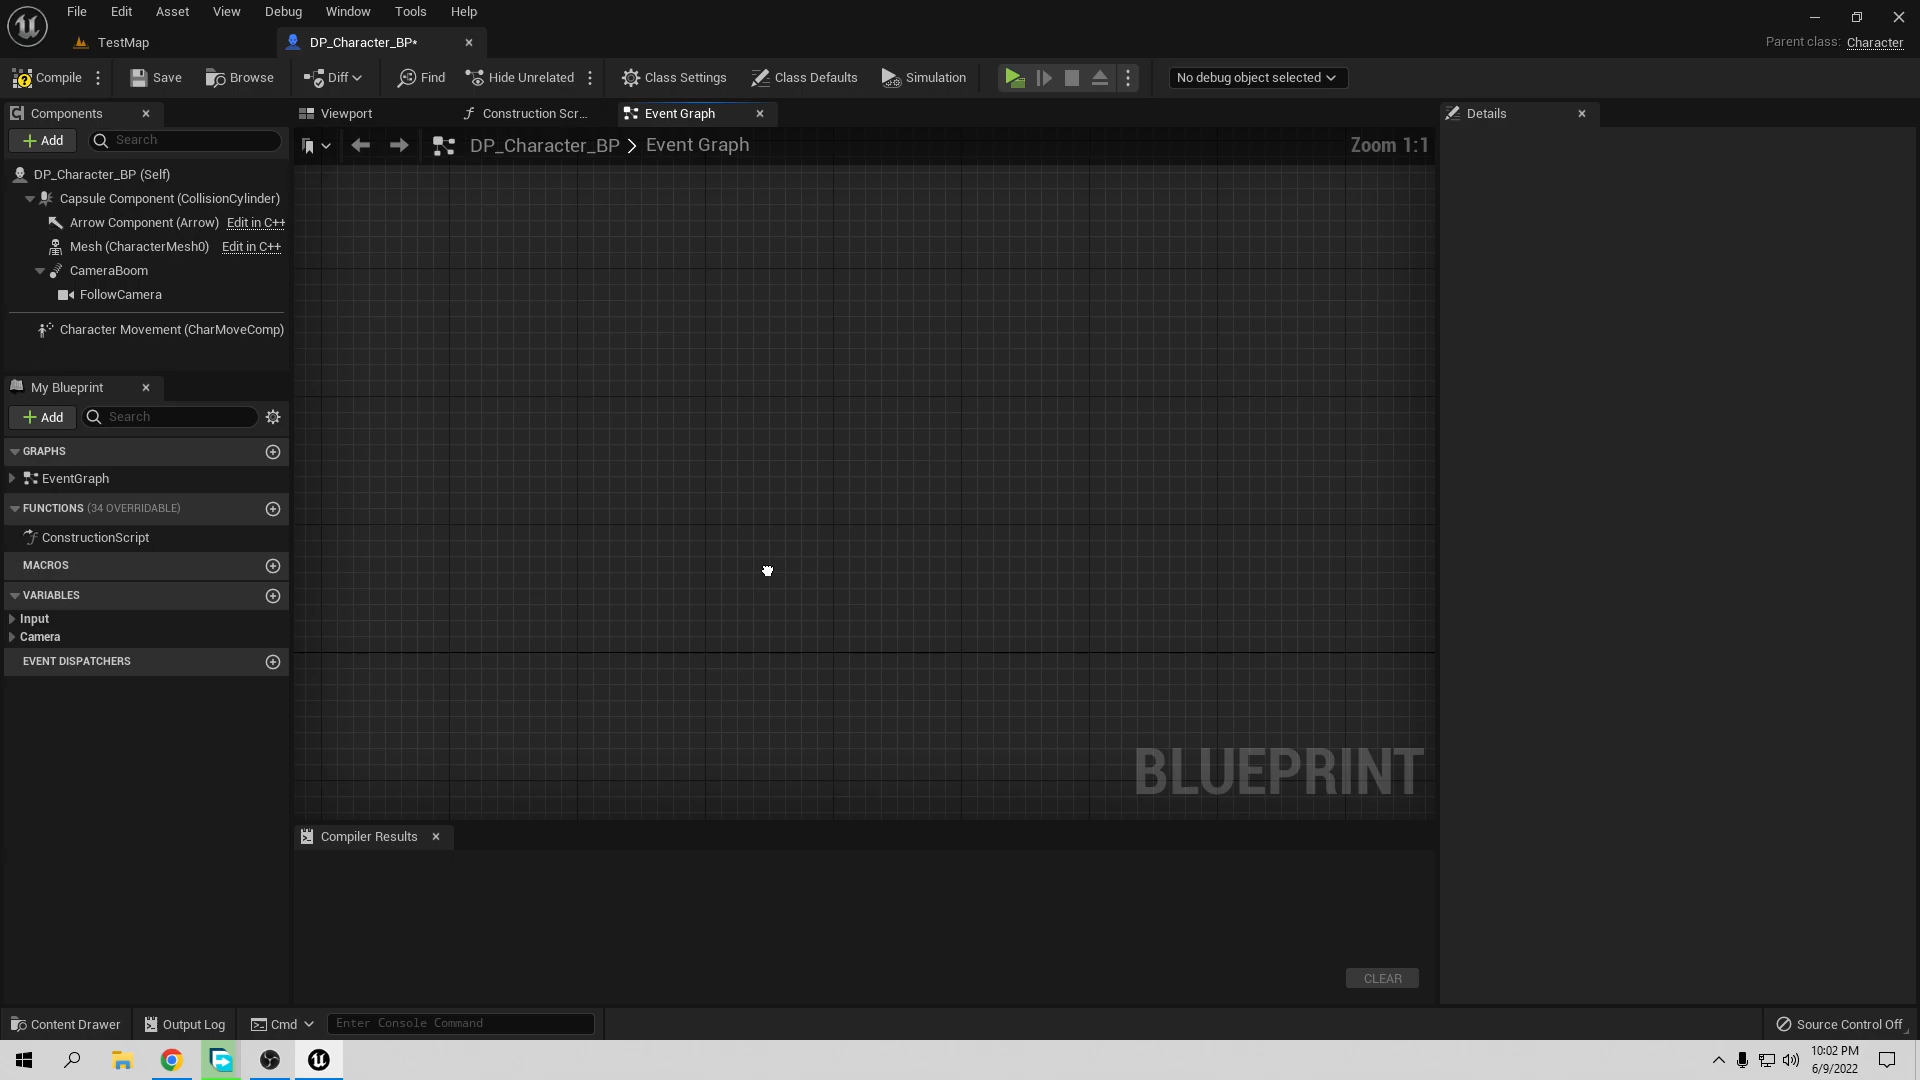 File Edit Asset View Debug Window Tools Help
TestMap
DP_Character_BP*
Parent class: Character
Compile Save Browse Diff Find Hide Unrelated Class Settings Class Defaults Simulation No debug object selected
Components
Viewport
Construction Scr...
Event Graph
Details
Add
Search
DP_Character_BP > Event Graph
Zoom 1:1
DP_Character_BP (Self)
Capsule Component (CollisionCylinder)
Arrow Component (Arrow) Edit in C++
Mesh (CharacterMesh0) Edit in C++
CameraBoom
FollowCamera
Character Movement (CharMoveComp)
My Blueprint
Add
Search
GRAPHS
EventGraph
FUNCTIONS (34 OVERRIDABLE)
ConstructionScript
MACROS
VARIABLES
Input
Camera
EVENT DISPATCHERS
BLUEPRINT
Compiler Results
CLEAR
Content Drawer Output Log Cmd Enter Console Command Source Control Off
10:02 PM
6/9/2022